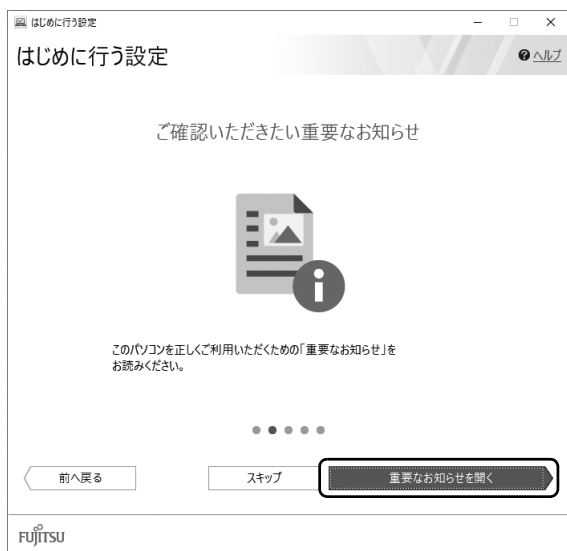 はじめに行う設定
はじめに行う設定
ヘルプ
ご確認いただきたい重要なお知らせ
このパソコンを正しくご利用いただくための「重要なお知らせ」を
お読みください。
前へ戻る
スキップ
重要なお知らせを開く
FUJITSU